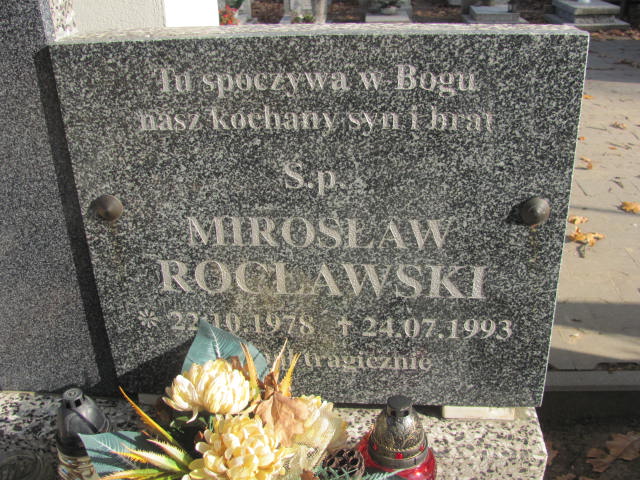 Tu spoczywa w Bogu
nasz kochany syn i brat
Ś.p.
MIROSŁAW
ROCŁAWSKI
* 22.10.1978 ✝ 24.07.1993
tragicznie